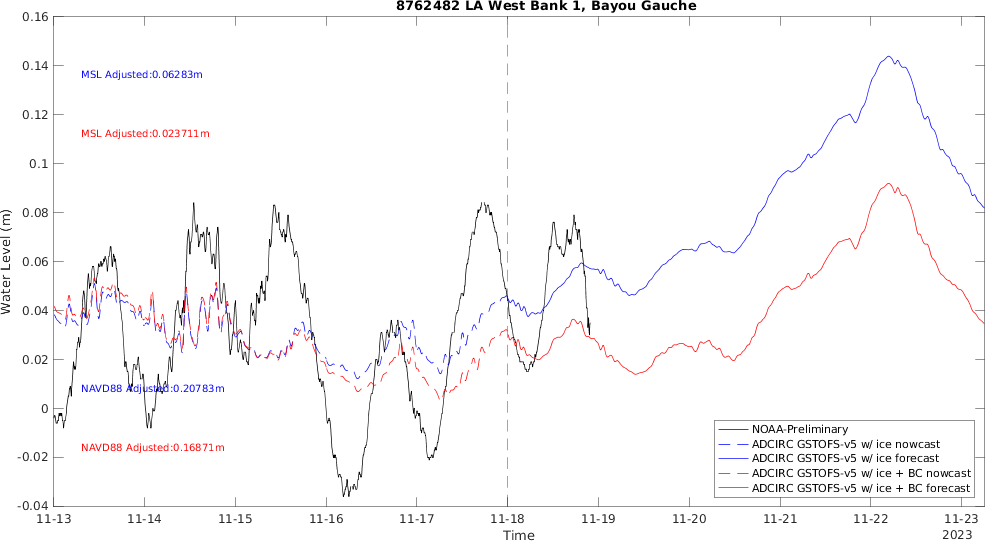 8762482 LA West Bank 1, Bayou Gauche
0.16
0.14
0.12
0.1
0.08
0.06
0.04
0.02
0
-0.02
-0.04
Water Level (m)
MSL Adjusted:0.06283m
MSL Adjusted:0.023711m
NAVD88 Adjusted:0.20783m
NAVD88 Adjusted:0.16871m
NOAA-Preliminary
ADCIRC GSTOFS-v5 w/ ice nowcast
ADCIRC GSTOFS-v5 w/ ice forecast
ADCIRC GSTOFS-v5 w/ ice + BC nowcast
ADCIRC GSTOFS-v5 w/ ice + BC forecast
11-13 11-14 11-15 11-16 11-17 11-18 11-19 11-20 11-21 11-22 11-23
Time
2023